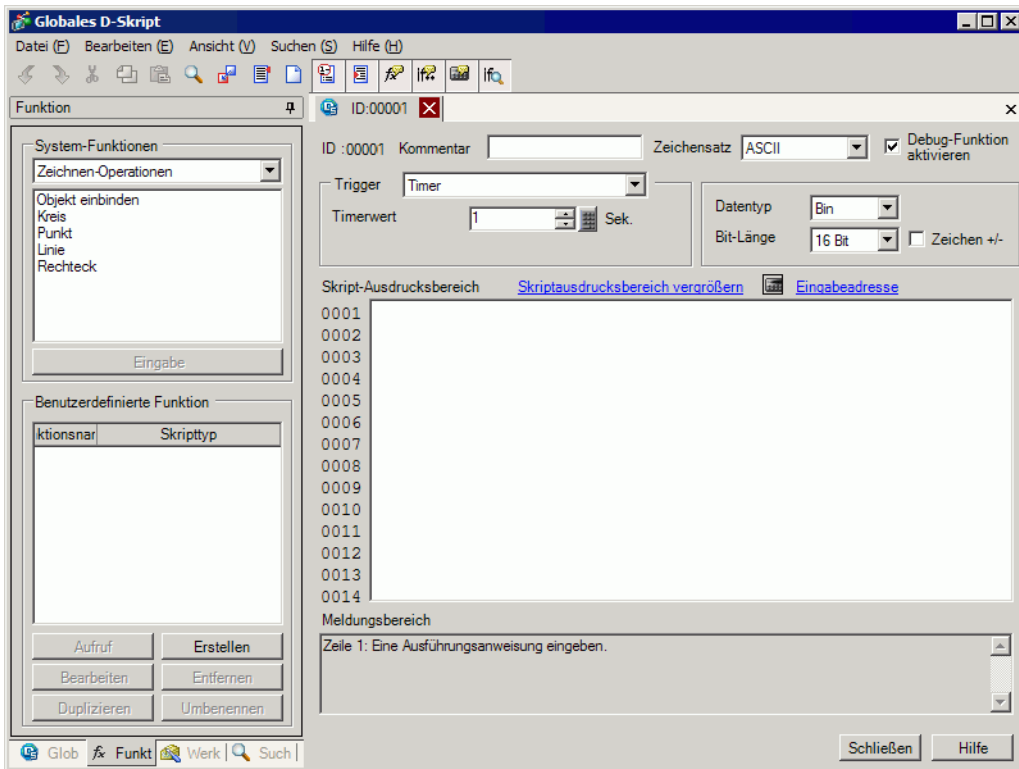 Globales D-Skript
Datei (F) Bearbeiten (E) Ansicht (V) Suchen (S) Hilfe (H)
Funktion
ID:00001
System-Funktionen
Zeichnen-Operationen
Objekt einbinden
Kreis
Punkt
Linie
Rechteck
Eingabe
Benutzerdefinierte Funktion
ktionsnar Skripttyp
Aufruf Erstellen
Bearbeiten Entfernen
Duplizieren Umbenennen
Glob fx Funkt Werk Such
ID :00001 Kommentar Zeichensatz ASCII Debug-Funktion aktivieren
Trigger Timer
Timerwert 1 Sek.
Datentyp Bin
Bit-Länge 16 Bit Zeichen +/-
Skript-Ausdrucksbereich Skriptausdrucksbereich vergrößern Eingabeadresse
0001
0002
0003
0004
0005
0006
0007
0008
0009
0010
0011
0012
0013
0014
Meldungsbereich
Zeile 1: Eine Ausführungsanweisung eingeben.
Schließen Hilfe